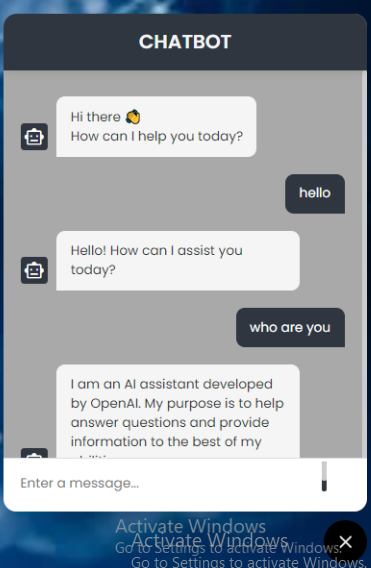 CHATBOT
Hi there 👋
How can I help you today?
hello
Hello! How can I assist you
today?
who are you
I am an AI assistant developed
by OpenAI. My purpose is to help
answer questions and provide
information to the best of my
Enter a message...
Activate Windows
Activate Windows
Go to Settings to activate Windows.
Go to Settings to activate Windows.